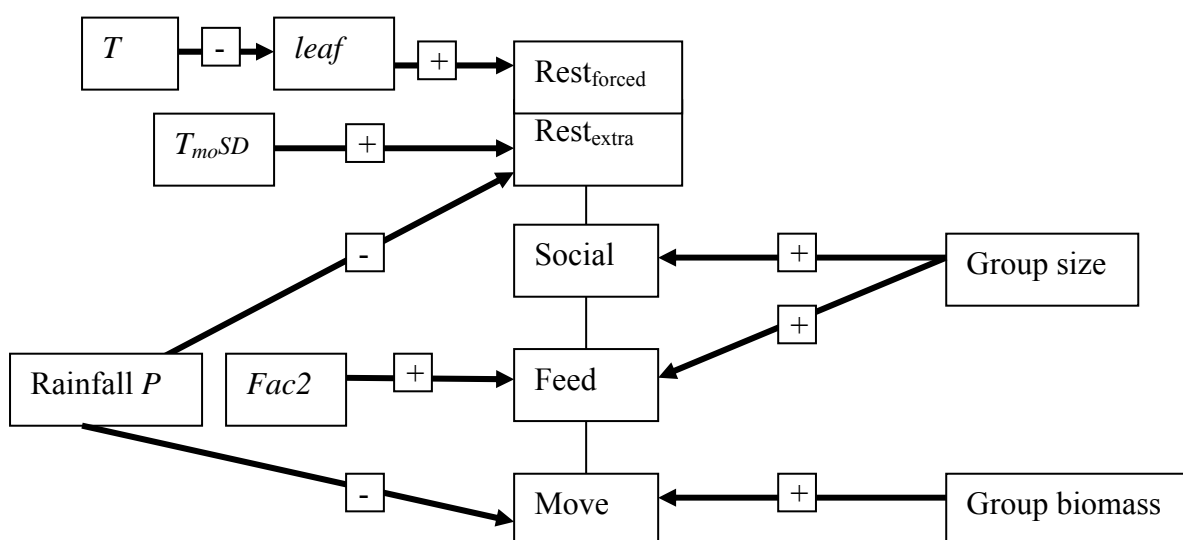 T
-
leaf
+
Rest_forced
T_moSD
+
Rest_extra
-
Social
+
Group size
+
Rainfall P
Fac2
+
Feed
-
Move
+
Group biomass